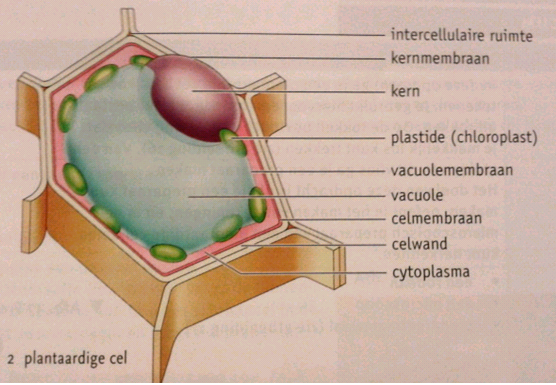 intercellulaire ruimte
kernmembraan
kern
plastide (chloroplast)
vacuolemembraan
vacuole
celmembraan
celwand
cytoplasma
2 plantaardige cel